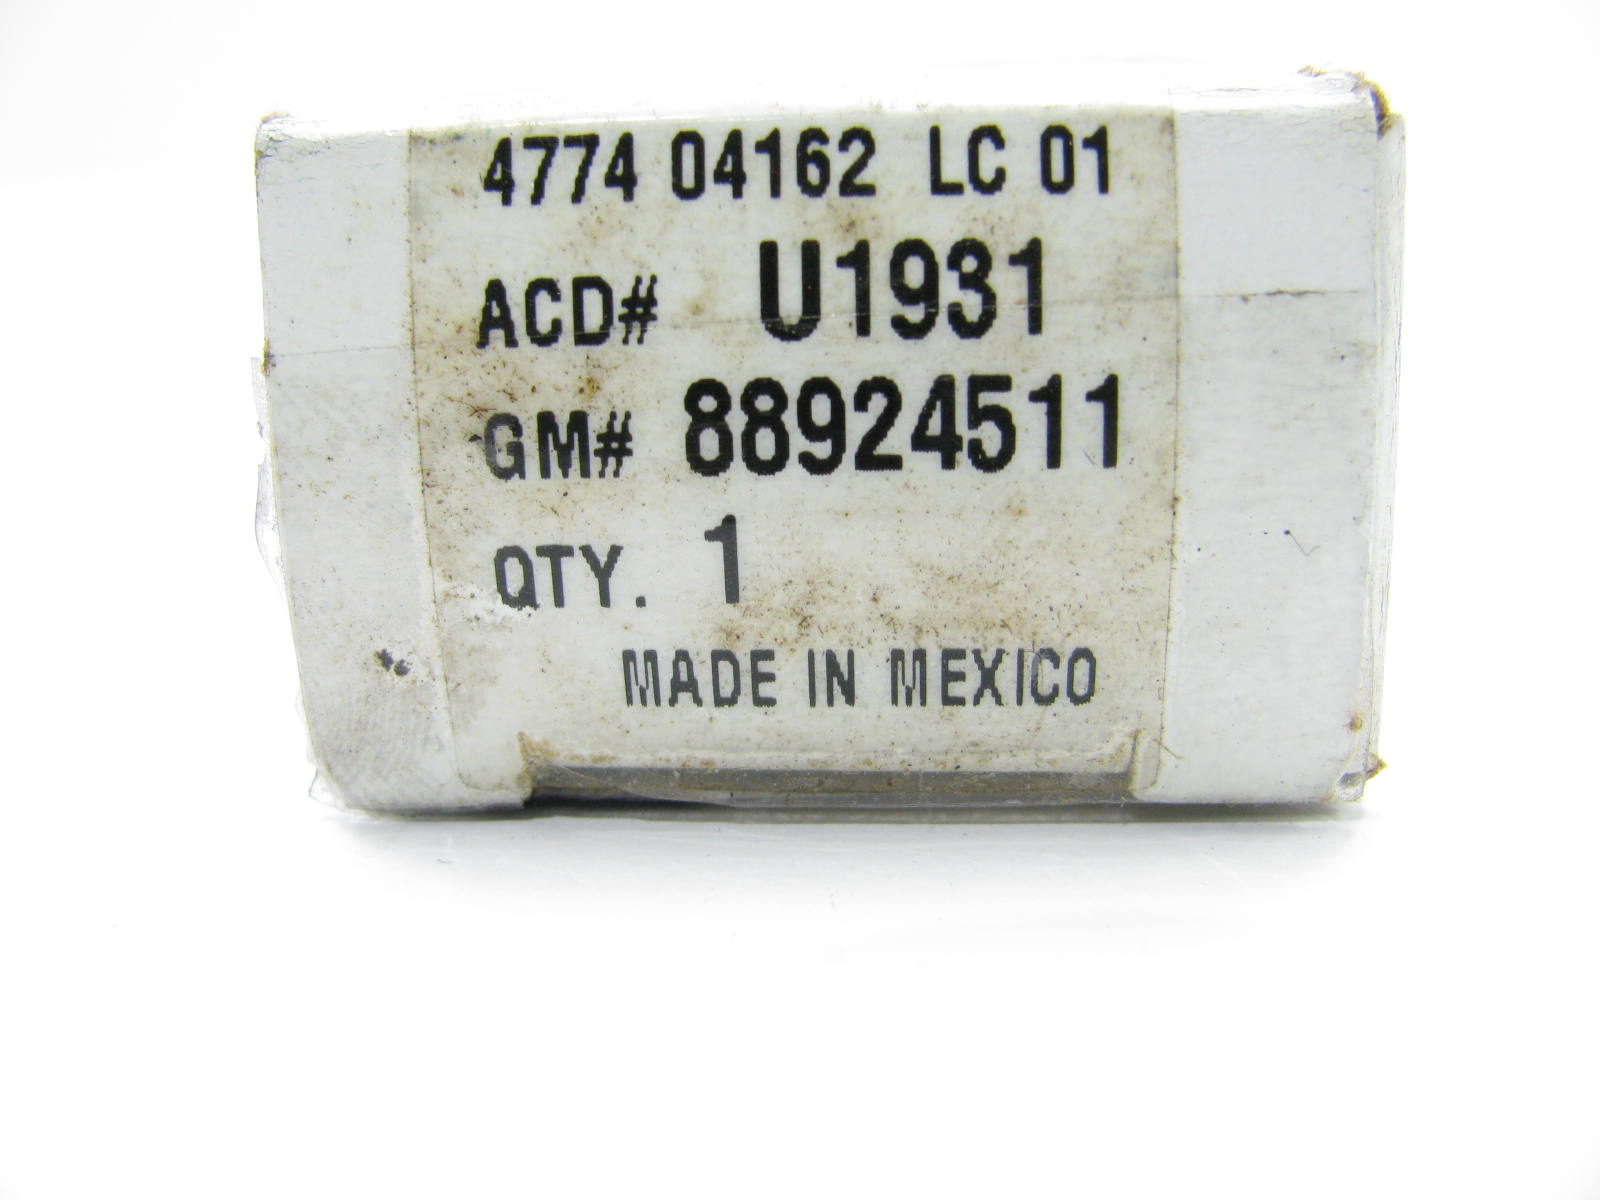 4774 04162 LC 01
ACD# U1931
GM# 88924511
QTY. 1
MADE IN MEXICO